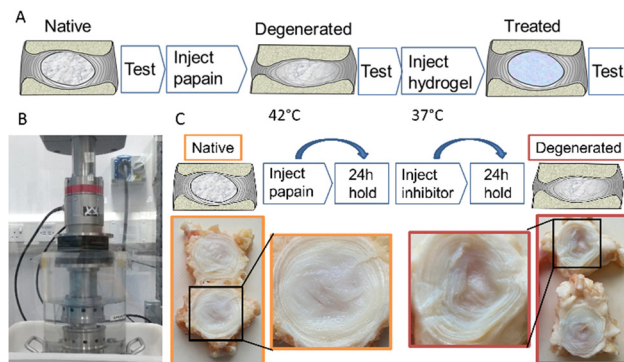 A
Native
Degenerated
Treated
Test
Inject
papain
Test
Inject
hydrogel
Test
B
C
42°C
37°C
Native
Inject
papain
24h
hold
Inject
inhibitor
24h
hold
Degenerated